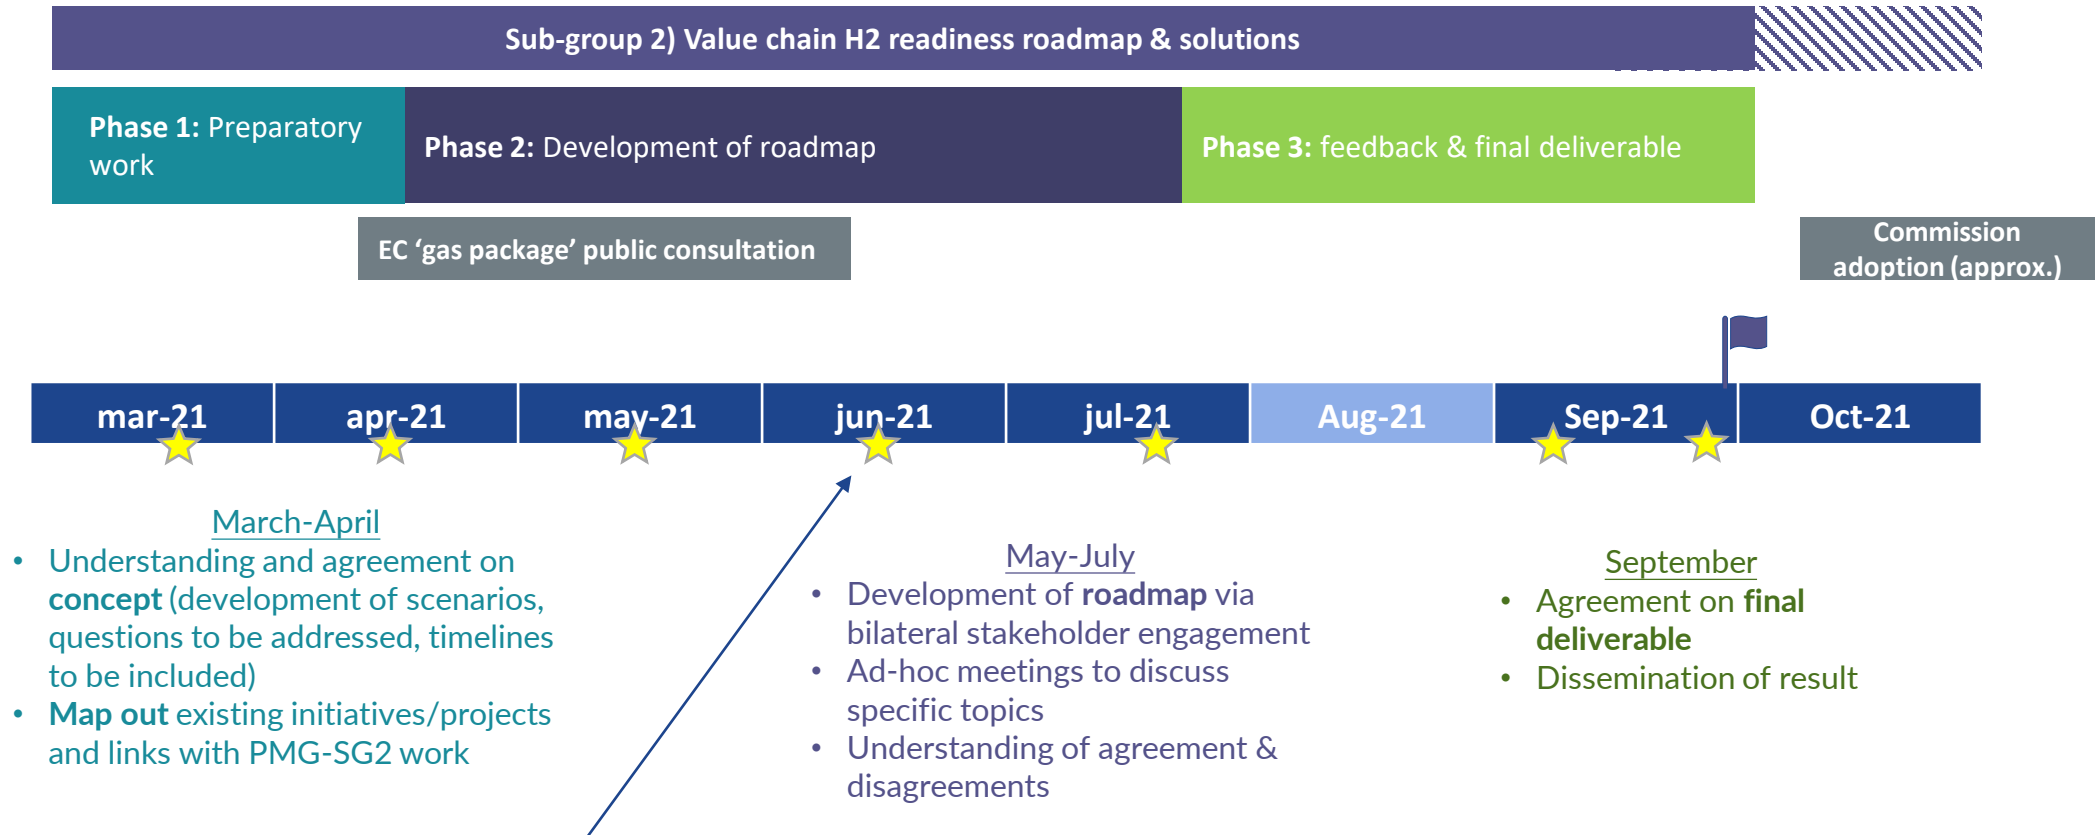 Sub-group 2) Value chain H2 readiness roadmap & solutions
Phase 1: Preparatory
work
Phase 2: Development of roadmap
Phase 3: feedback & final deliverable
EC ‘gas package’ public consultation
Commission
adoption (approx.)
mar-21
apr-21
may-21
jun-21
jul-21
Aug-21
Sep-21
Oct-21
March-April
• Understanding and agreement on
concept (development of scenarios,
questions to be addressed, timelines
to be included)
• Map out existing initiatives/projects
and links with PMG-SG2 work
May-July
• Development of roadmap via
bilateral stakeholder engagement
• Ad-hoc meetings to discuss
specific topics
• Understanding of agreement &
disagreements
September
• Agreement on final
deliverable
• Dissemination of result